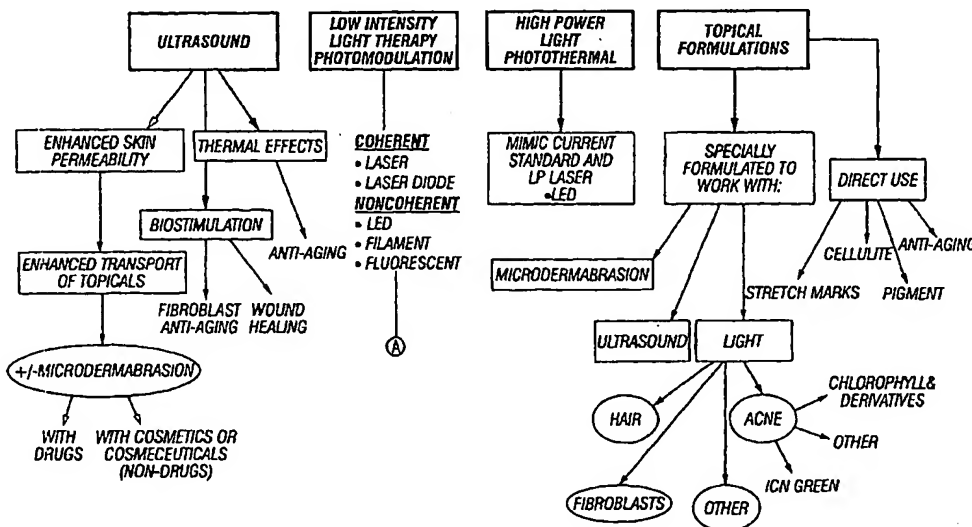 ULTRASOUND
LOW INTENSITY
LIGHT THERAPY
PHOTOMODULATION
HIGH POWER
LIGHT
PHOTOTHERMAL
TOPICAL
FORMULATIONS
ENHANCED SKIN
PERMEABILITY
THERMAL EFFECTS
BIOSTIMULATION
ANTI-AGING
ENHANCED TRANSPORT
OF TOPICALS
FIBROBLAST
ANTI-AGING
WOUND
HEALING
+/-MICRODERMABRASION
WITH
DRUGS
WITH COSMETICS OR
COSMECEUTICALS
(NON-DRUGS)
COHERENT
• LASER
• LASER DIODE
NONCOHERENT
• LED
• FILAMENT
• FLUORESCENT
A
MIMIC CURRENT
STANDARD AND
LP LASER
•LED
SPECIALLY
FORMULATED TO
WORK WITH:
DIRECT USE
MICRODERMABRASION
STRETCH MARKS
CELLULITE
PIGMENT
ANTI-AGING
ULTRASOUND
LIGHT
HAIR
FIBROBLASTS
OTHER
ACNE
CHLOROPHYLL&
DERIVATIVES
OTHER
ICN GREEN